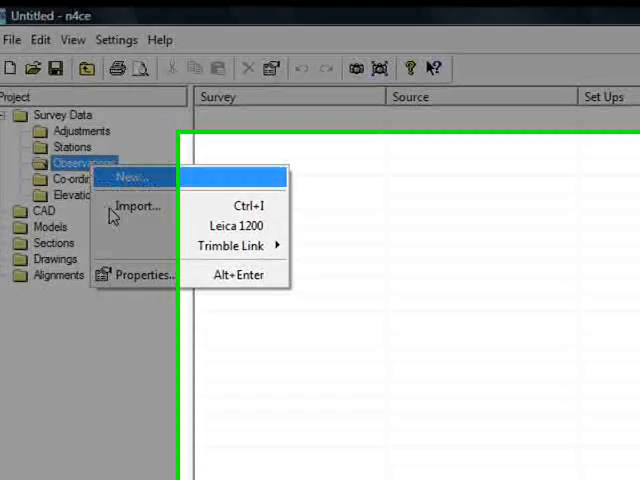 Untitled - n4ce
File Edit View Settings Help
Project Survey Source Set Ups
Survey Data
Adjustments
Stations
Observations
New...
Co-ordin
Elevatio
Import... Ctrl+I
CAD
Leica 1200
Models
Trimble Link
Sections
Drawings
Alignments
Properties... Alt+Enter